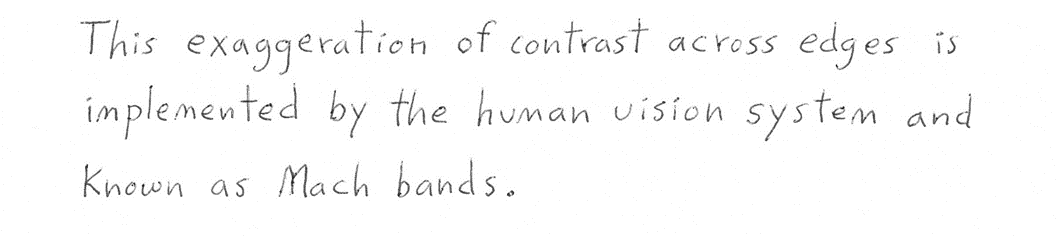 This exaggeration of contrast across edges is
implemented by the human vision system and
known as Mach bands.